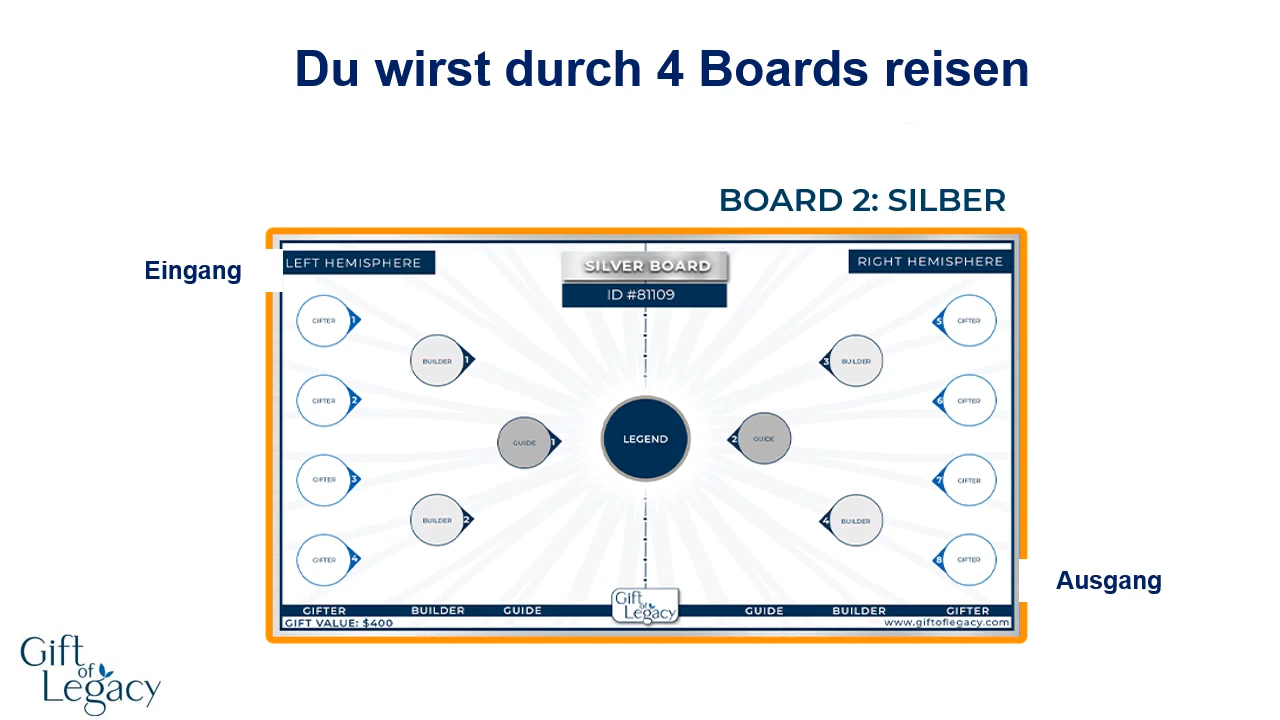 Du wirst durch 4 Boards reisen
BOARD 2: SILBER
Eingang
LEFT HEMISPHERE
SILVER BOARD
RIGHT HEMISPHERE
ID #81109
GIFTER 1
5 GIFTER
BUILDER 1
3 BUILDER
GIFTER 2
6 GIFTER
GUIDE 1
LEGEND
2 GUIDE
GIFTER 3
7 GIFTER
BUILDER 2
4 BUILDER
GIFTER 4
8 GIFTER
Ausgang
GIFTER BUILDER GUIDE
Gift of Legacy
GUIDE BUILDER GIFTER
GIFT VALUE: $400
www.giftoflegacy.com
Gift
of
Legacy